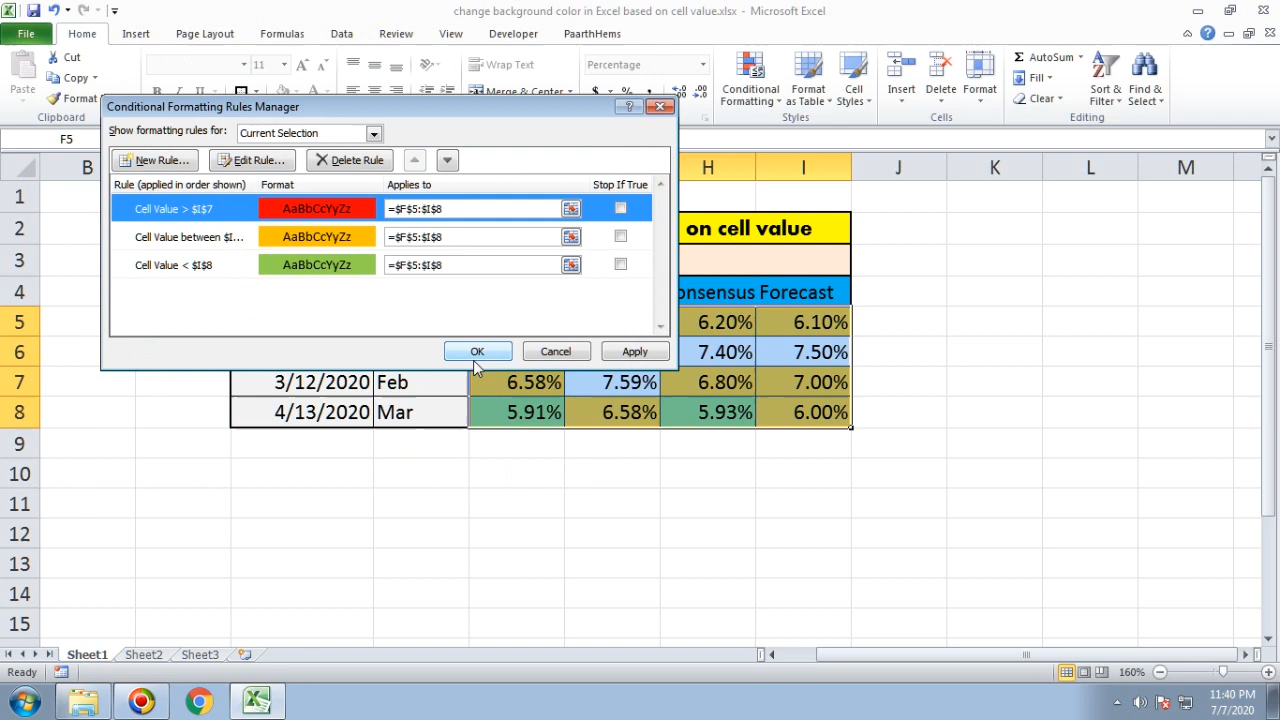 change background color in Excel based on cell value.xlsx - Microsoft Excel
File Home Insert Page Layout Formulas Data Review View Developer PaarthHems
Cut
Copy
Format
Paste
Clipboard
11
Wrap Text
Merge & Center
Percentage
Conditional Formatting
Format as Table
Cell Styles
Styles
Insert Delete Format
Cells
AutoSum
Fill
Clear
Sort & Filter
Find & Select
Editing
F5
Conditional Formatting Rules Manager
Show formatting rules for: Current Selection
New Rule... Edit Rule... Delete Rule
Rule (applied in order shown) Format Applies to Stop If True
Cell Value > $I$7 AaBbCcYyZz =$F$5:$I$8
Cell Value between $I... AaBbCcYyZz =$F$5:$I$8
Cell Value < $I$8 AaBbCcYyZz =$F$5:$I$8
OK Cancel Apply
B H I J K L M
1
2 on cell value
3
4 onsensus Forecast
5 6.20% 6.10%
6 7.40% 7.50%
7 3/12/2020 Feb 6.58% 7.59% 6.80% 7.00%
8 4/13/2020 Mar 5.91% 6.58% 5.93% 6.00%
9
10
11
12
13
14
15
Sheet1 Sheet2 Sheet3
Ready 160%
11:40 PM
7/7/2020